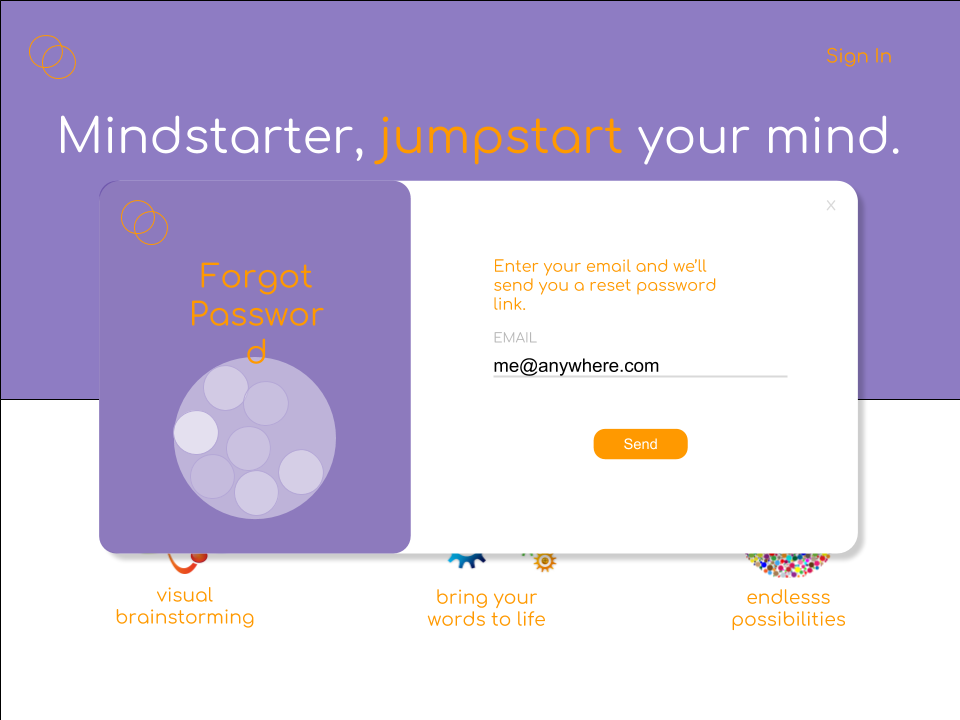 Sign In
Mindstarter, jumpstart your mind.
x
Forgot
Passwor
d
Enter your email and we'll
send you a reset password
link.
EMAIL
me@anywhere.com
Send
visual
brainstorming
bring your
words to life
endlesss
possibilities